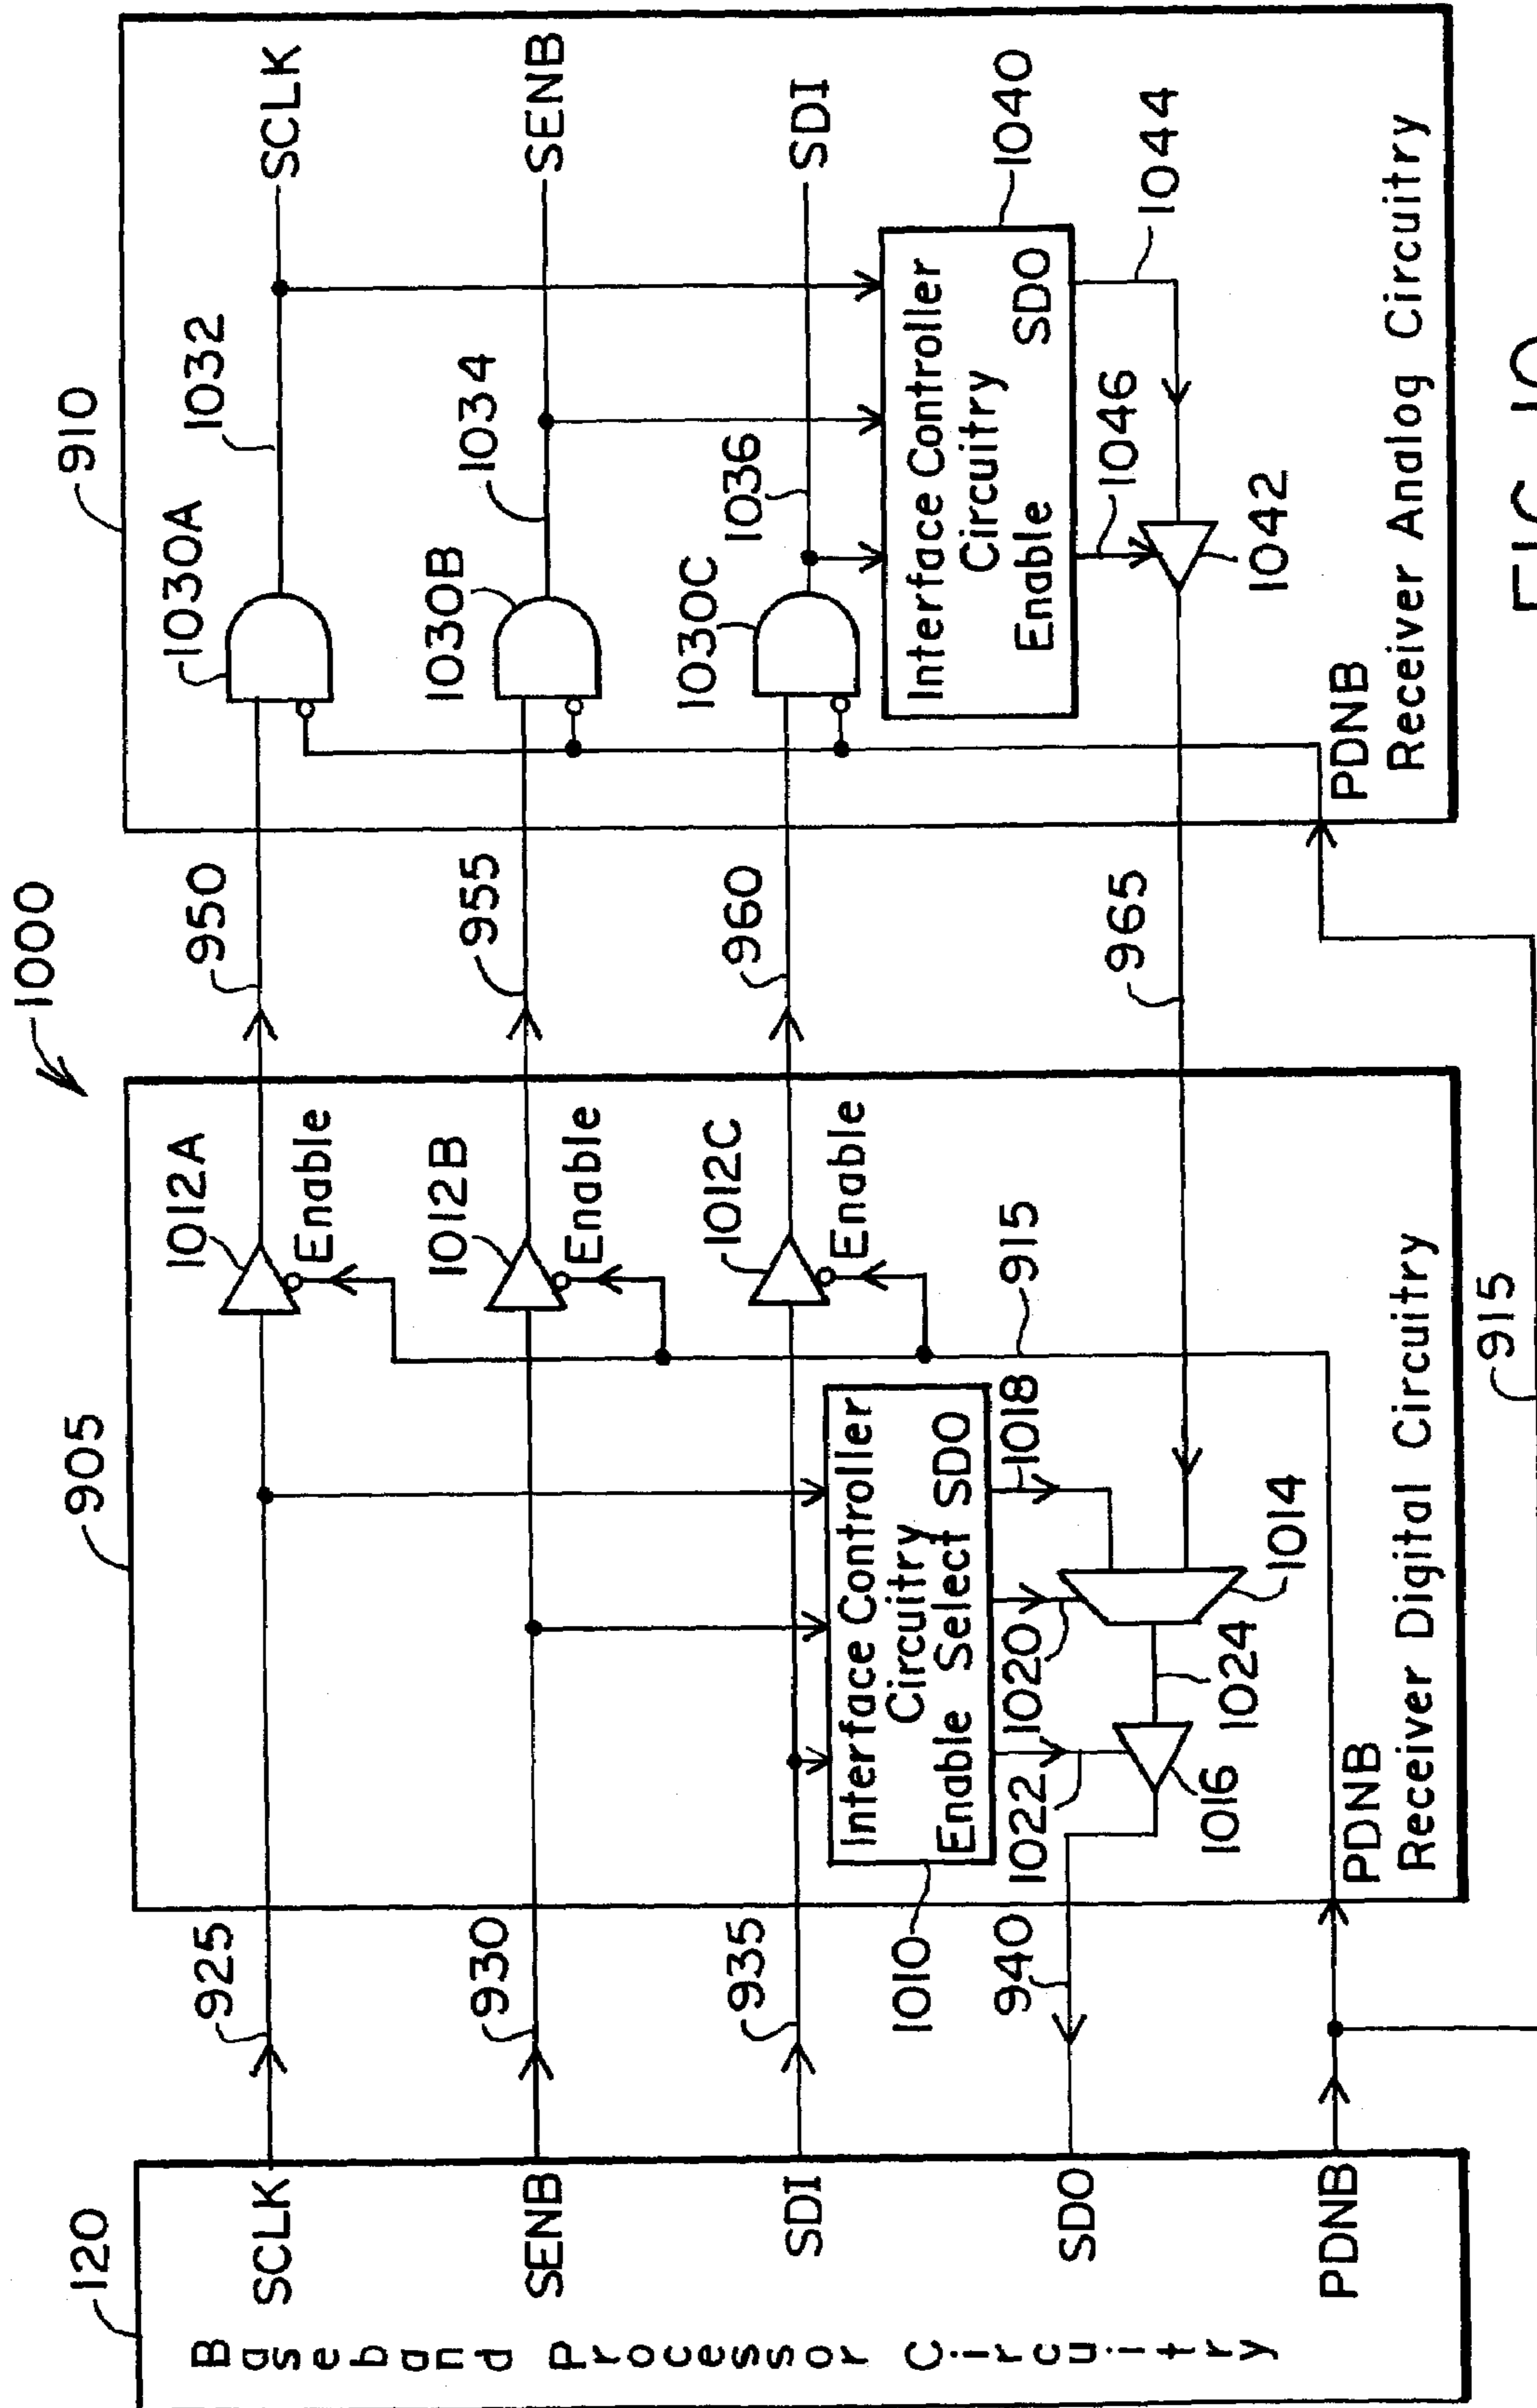 1000
120
Baseband Processor Circuitry
SCLK
SENB
SDI
SDO
PDNB
925
930
935
940
905
1012A
Enable
1012B
Enable
1012C
Enable
Interface Controller
Circuitry
Enable Select SDO
1010
1022
1020
1018
1016
1024
1014
915
PDNB
Receiver Digital Circuitry
950
955
960
965
915
910
1030A
1032
SCLK
1030B
1034
SENB
1030C
1036
SDI
Interface Controller
Circuitry
Enable SDO
1040
1046
1044
1042
PDNB
Receiver Analog Circuitry